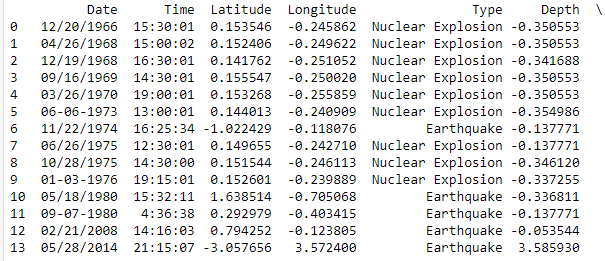 Date Time Latitude Longitude Type Depth \
0 12/20/1966 15:30:01 0.153546 -0.245862 Nuclear Explosion -0.350553
1 04/26/1968 15:00:02 0.152406 -0.249622 Nuclear Explosion -0.350553
2 12/19/1968 16:30:01 0.141762 -0.251052 Nuclear Explosion -0.341688
3 09/16/1969 14:30:01 0.155547 -0.250020 Nuclear Explosion -0.350553
4 03/26/1970 19:00:01 0.153268 -0.255859 Nuclear Explosion -0.350553
5 06-06-1973 13:00:01 0.144013 -0.240909 Nuclear Explosion -0.354986
6 11/22/1974 16:25:34 -1.022429 -0.118076 Earthquake -0.137771
7 06/26/1975 12:30:01 0.149655 -0.242710 Nuclear Explosion -0.137771
8 10/28/1975 14:30:00 0.151544 -0.246113 Nuclear Explosion -0.346120
9 01-03-1976 19:15:01 0.152601 -0.239889 Nuclear Explosion -0.337255
10 05/18/1980 15:32:11 1.638514 -0.705068 Earthquake -0.336811
11 09-07-1980 4:36:38 0.292979 -0.403415 Earthquake -0.137771
12 02/21/2008 14:16:03 0.794252 -0.123805 Earthquake -0.053544
13 05/28/2014 21:15:07 -3.057656 3.572400 Earthquake 3.585930